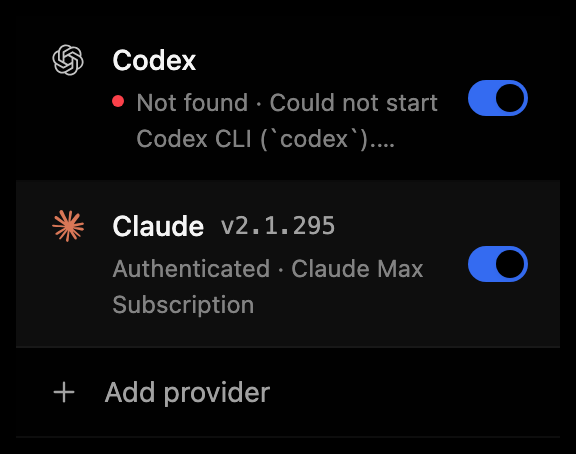 Codex
Not found · Could not start
Codex CLI (`codex`)....
Claude v2.1.295
Authenticated · Claude Max
Subscription
Add provider